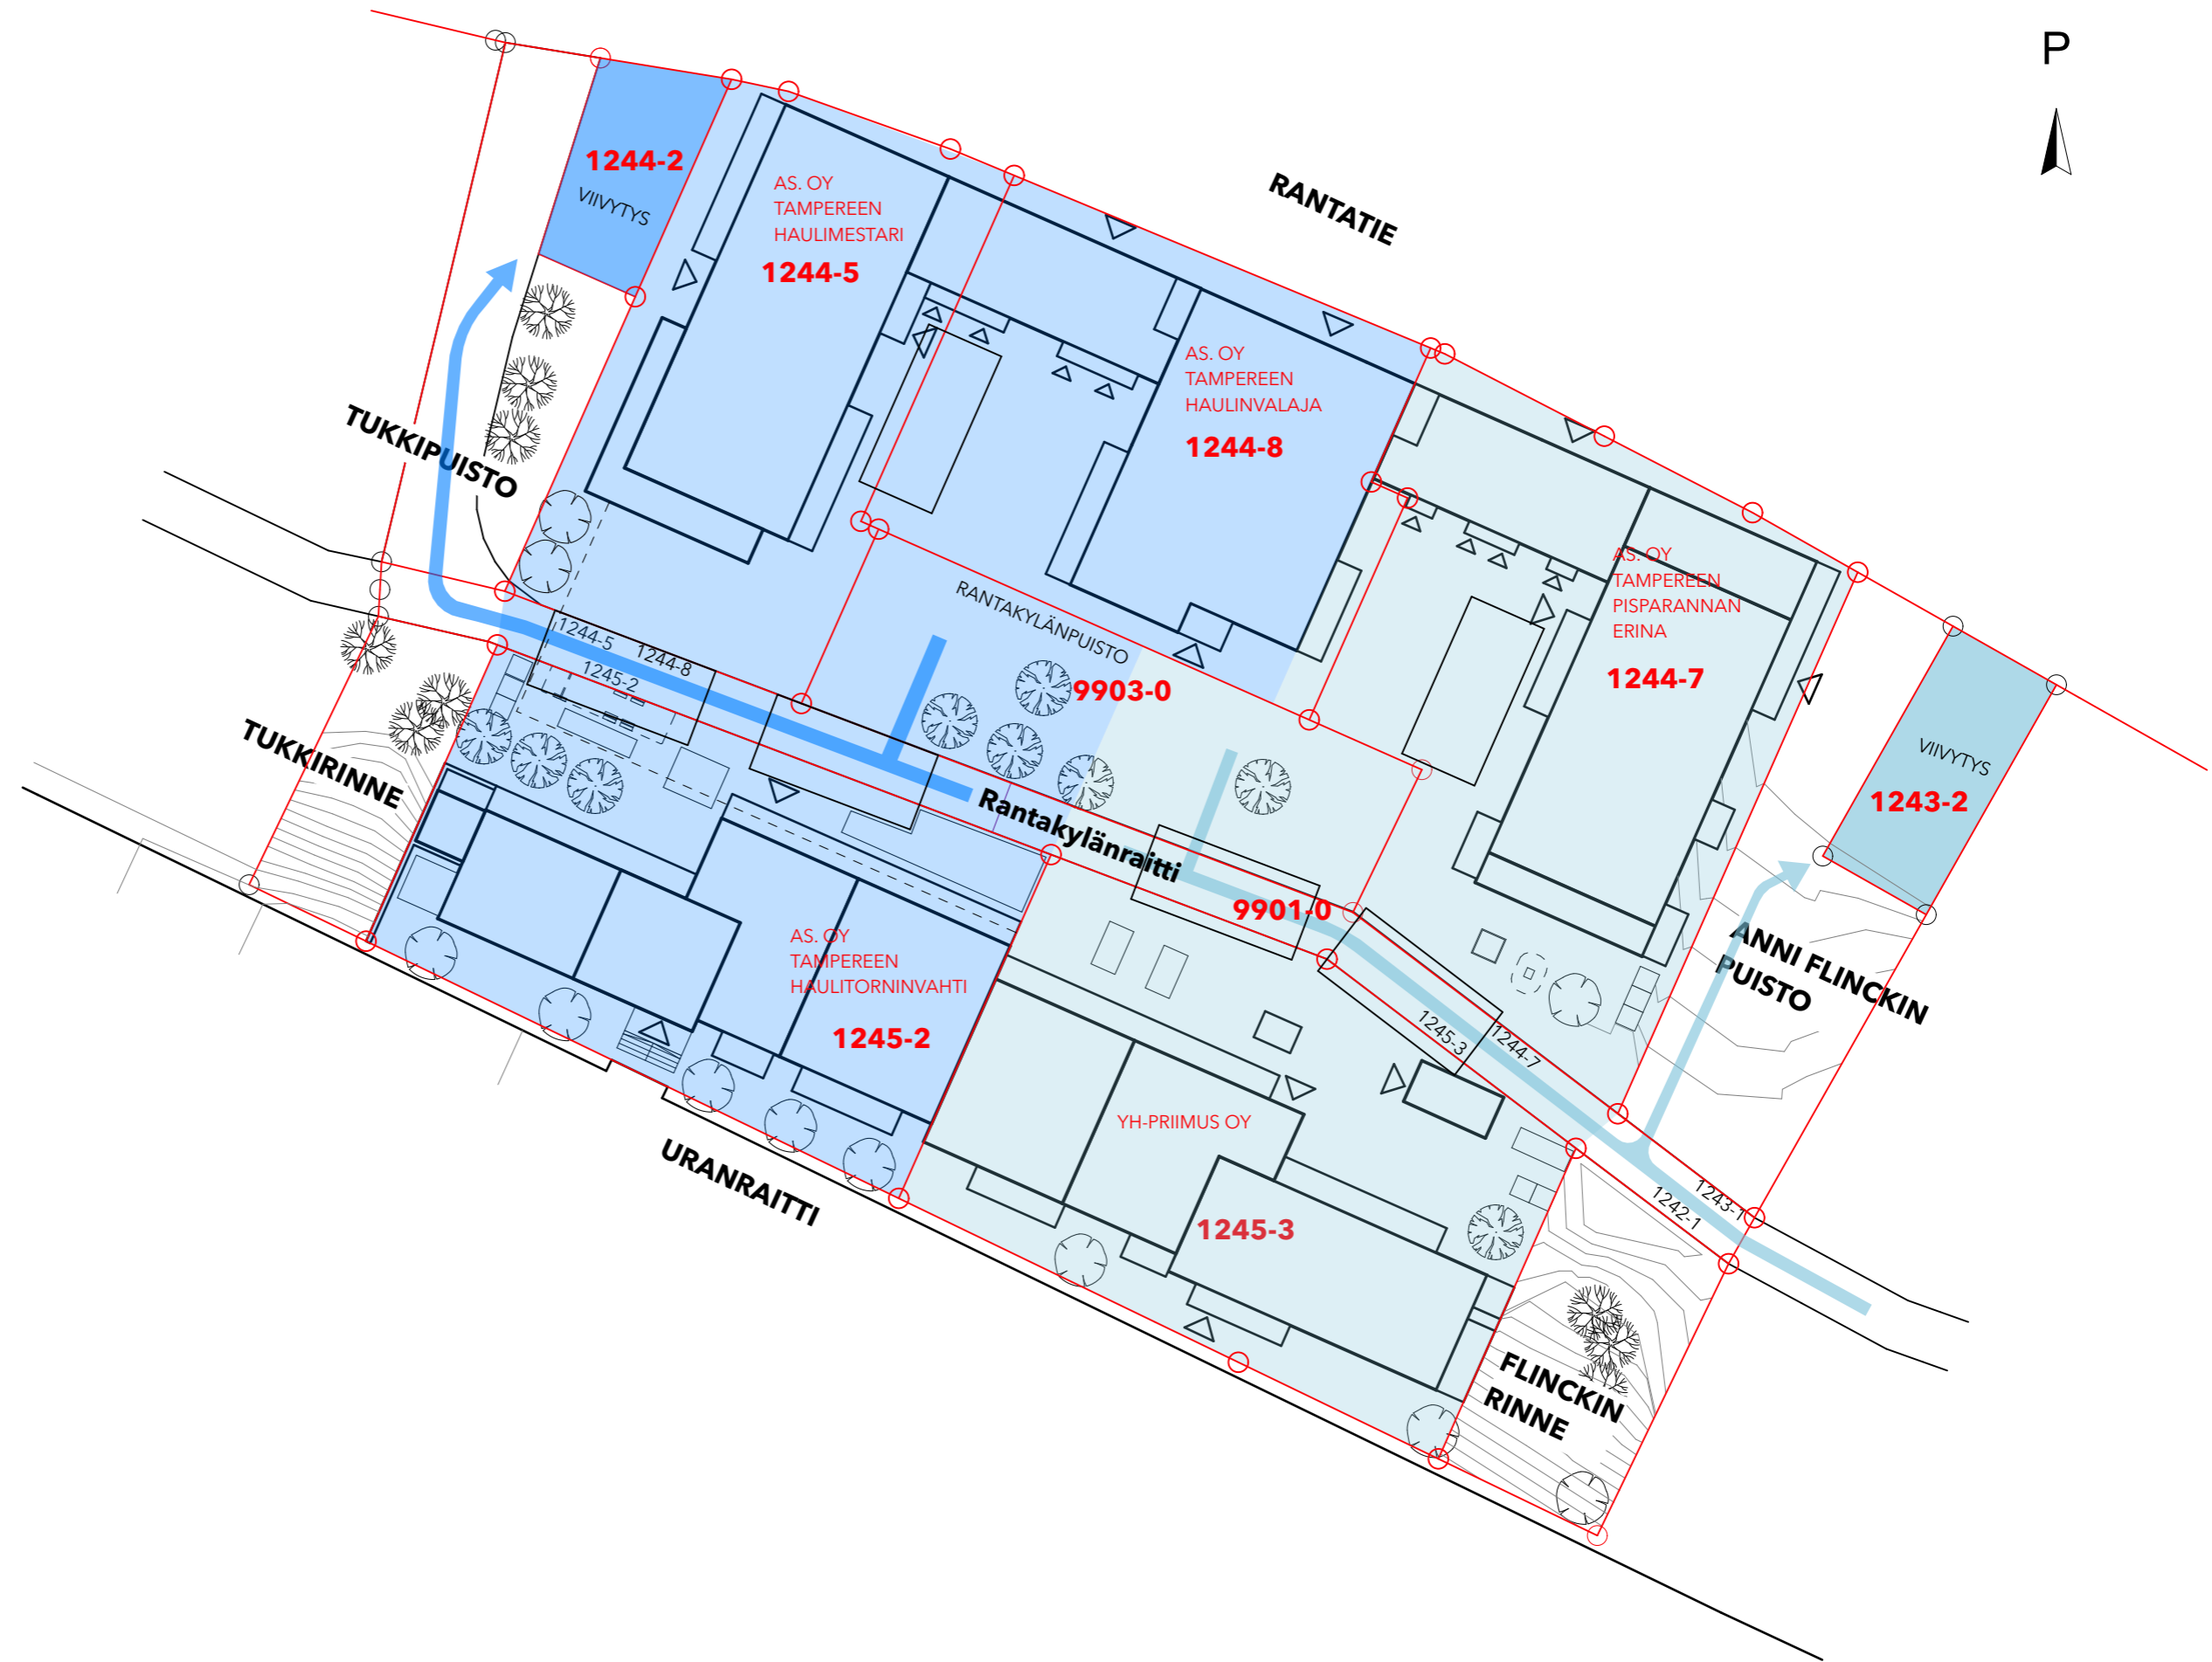 P
1244-2
VIIVYTYS
AS. OY
TAMPEREEN
HAULIMESTARI
1244-5
RANTATIE
AS. OY
TAMPEREEN
HAULINVALAJA
1244-8
TUKKIPUISTO
AS. OY
TAMPEREEN
PISPARANNAN
ERINA
1244-7
RANTAKYLÄNPUISTO
9903-0
1244-5
1244-8
1245-2
VIIVYTYS
1243-2
TUKKIRINNE
Rantakylänraitti
9901-0
AS. OY
TAMPEREEN
HAULITORNINVAHTI
1245-2
ANNI FLINCKIN
PUISTO
1245-3
1244-7
YH-PRIIMUS OY
URANRAITTI
1245-3
1243-1
1242-1
FLINCKIN
RINNE